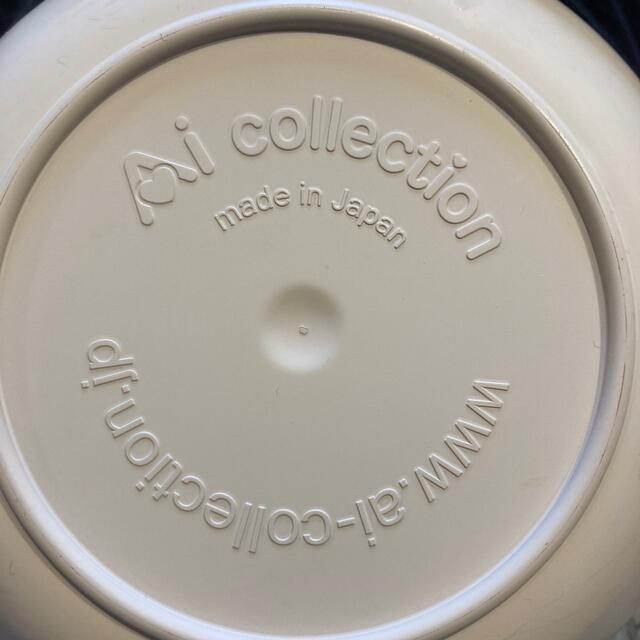 Ai collection
made in Japan
www.ai-collection.jp